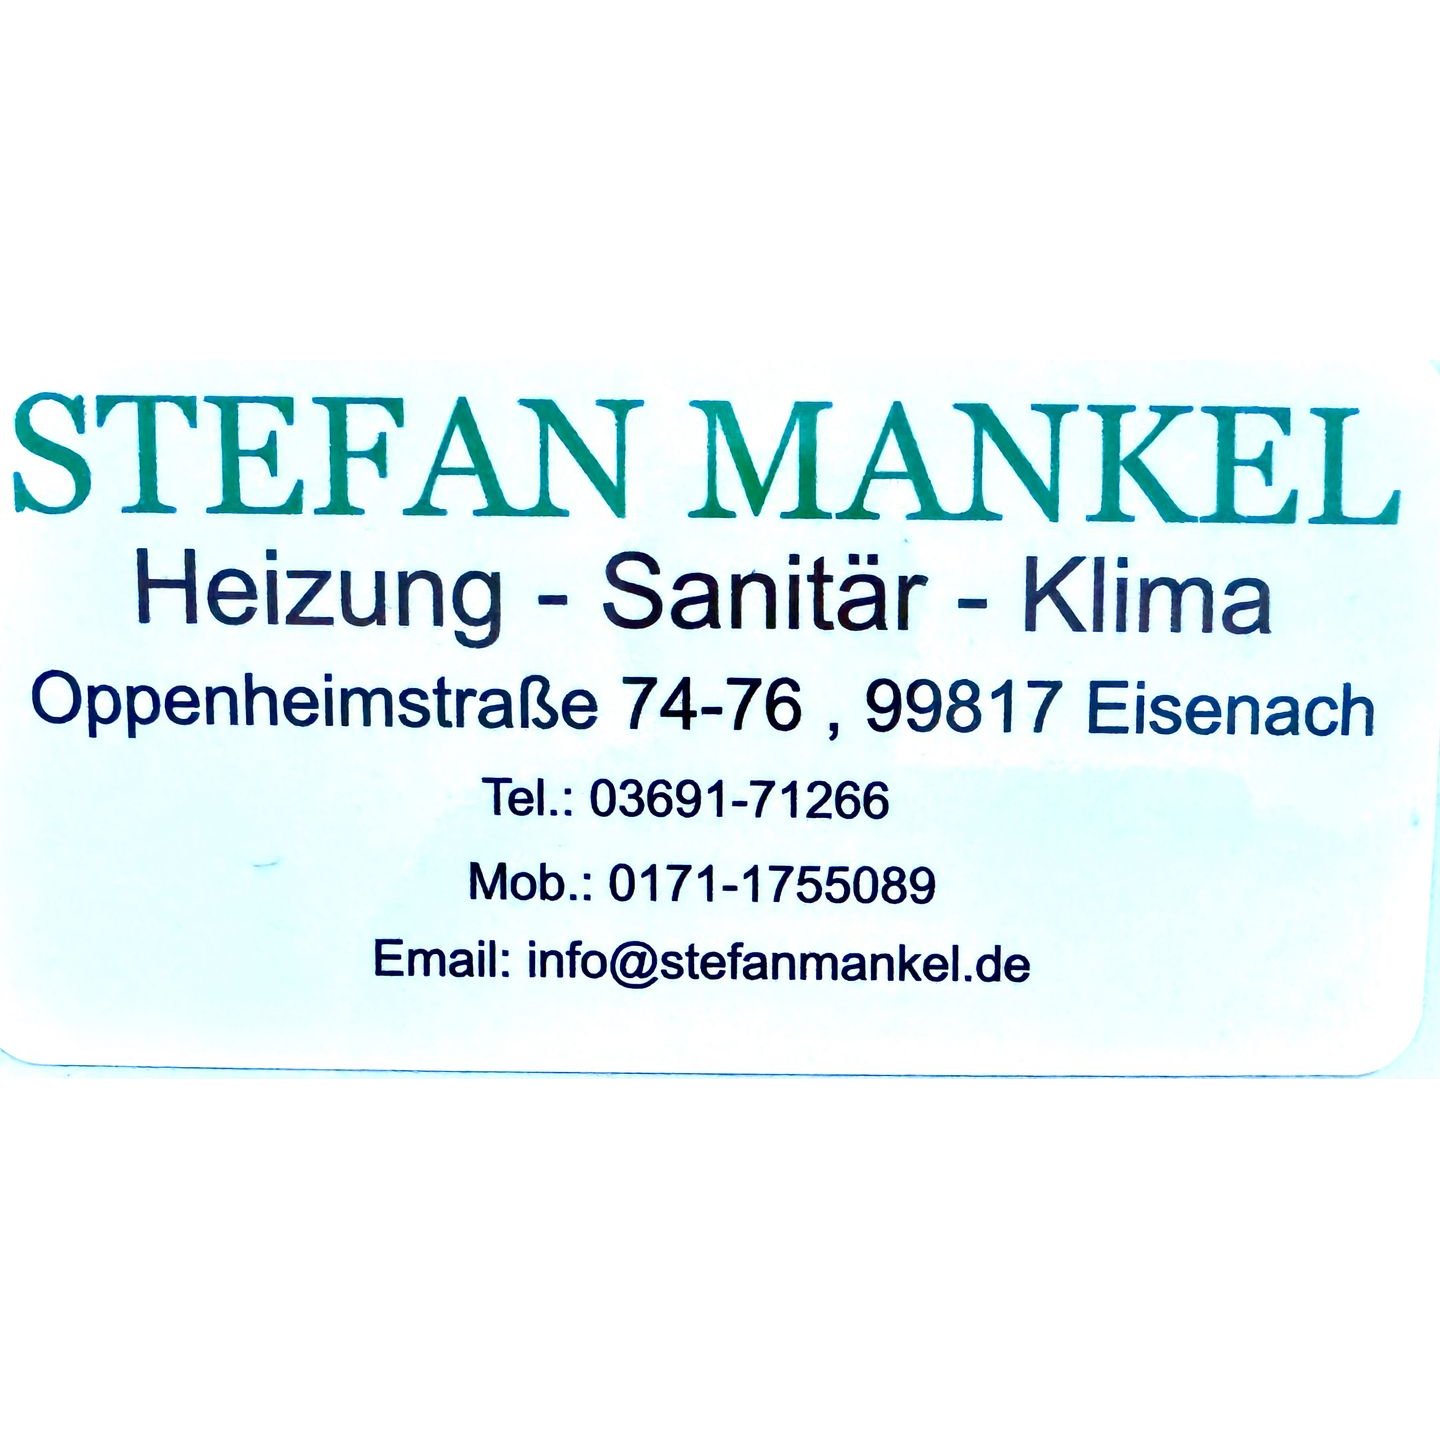 STEFAN MANKEL
Heizung - Sanitär - Klima
Oppenheimstraße 74-76 , 99817 Eisenach
Tel.: 03691-71266
Mob.: 0171-1755089
Email: info@stefanmankel.de